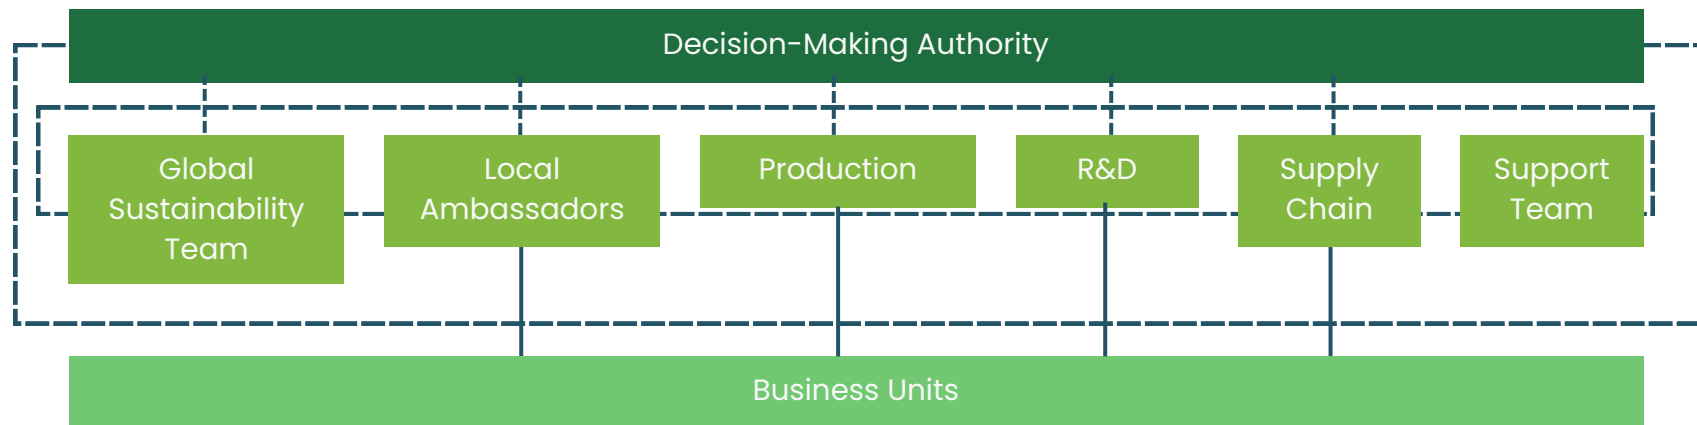 Decision-Making Authority
Global
Sustainability
Team
Local
Ambassadors
Production
R&D
Supply
Chain
Support
Team
Business Units